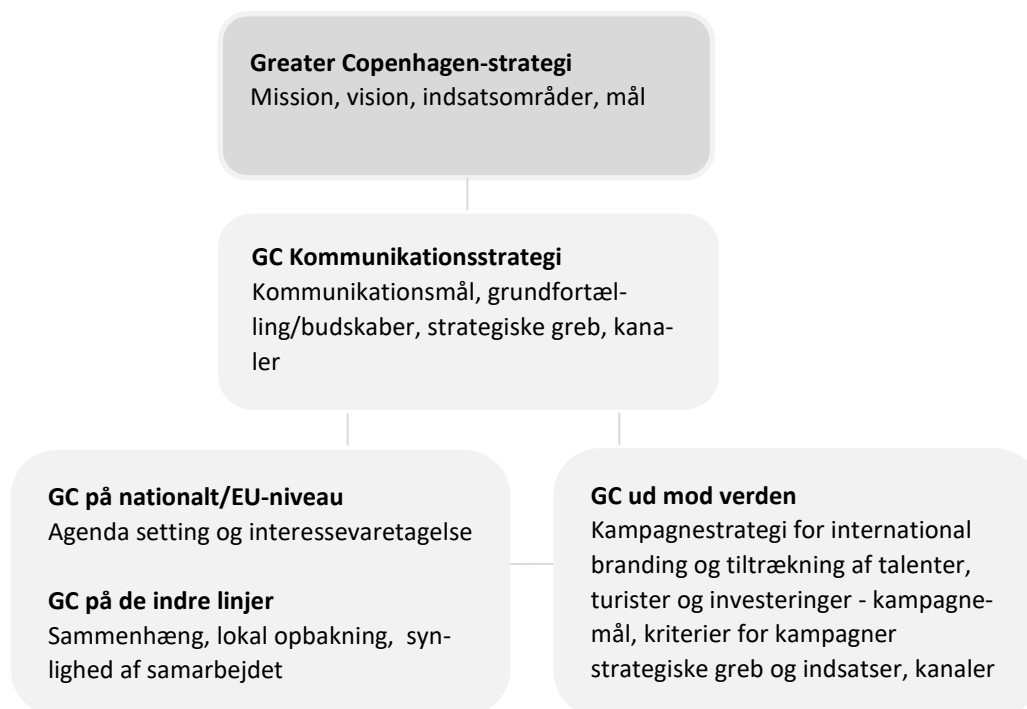 Greater Copenhagen-strategi
Mission, vision, indsatsområder, mål
GC Kommunikationsstrategi
Kommunikationsmål, grundfortæl-
ling/budskaber, strategiske greb, kana-
ler
GC på nationalt/EU-niveau
Agenda setting og interessevaretagelse
GC på de indre linjer
Sammenhæng, lokal opbakning,  syn-
lighed af samarbejdet
GC ud mod verden
Kampagnestrategi for international
branding og tiltrækning af talenter,
turister og investeringer - kampagne-
mål, kriterier for kampagner
strategiske greb og indsatser, kanaler